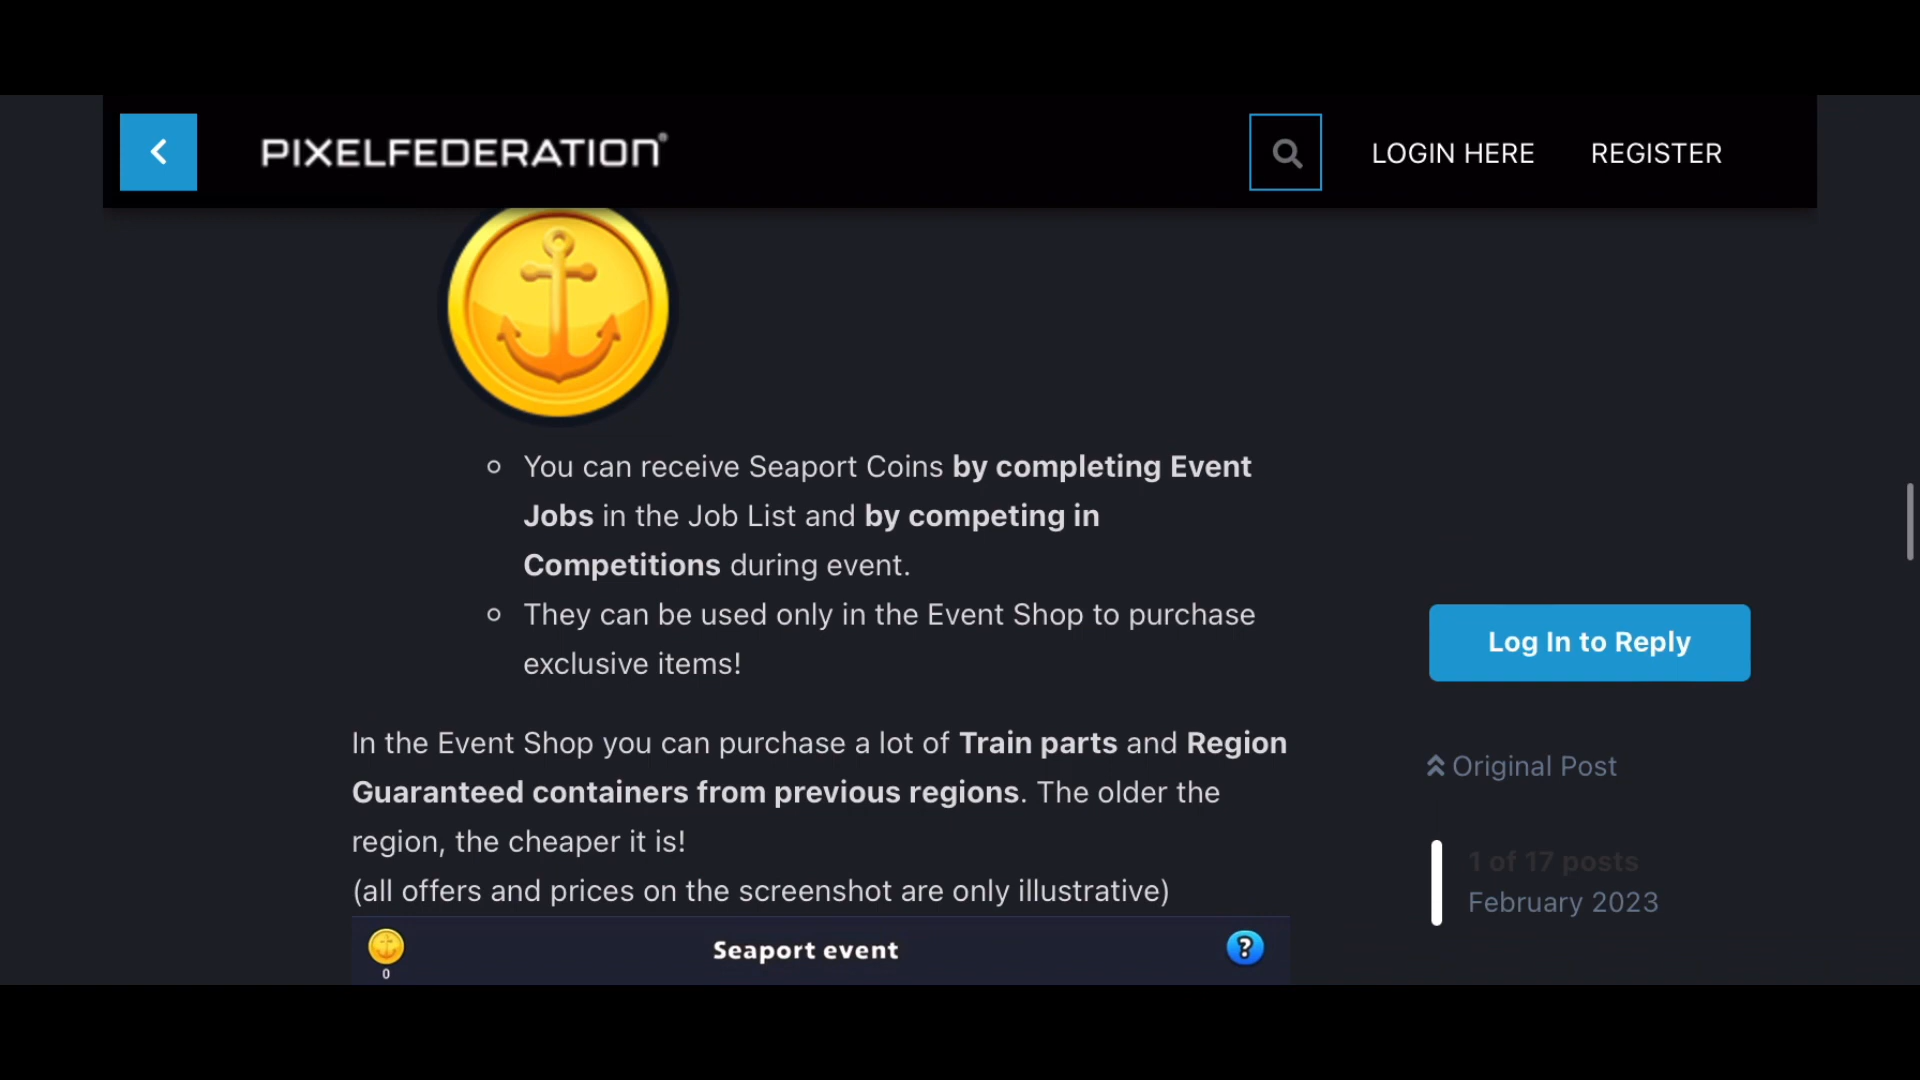 PIXELFEDERATION®
LOGIN HERE
REGISTER
You can receive Seaport Coins by completing Event
Jobs in the Job List and by competing in
Competitions during event.
They can be used only in the Event Shop to purchase
exclusive items!
In the Event Shop you can purchase a lot of Train parts and Region
Guaranteed containers from previous regions. The older the
region, the cheaper it is!
(all offers and prices on the screenshot are only illustrative)
Seaport event
?
0
Log In to Reply
Original Post
1 of 17 posts
February 2023